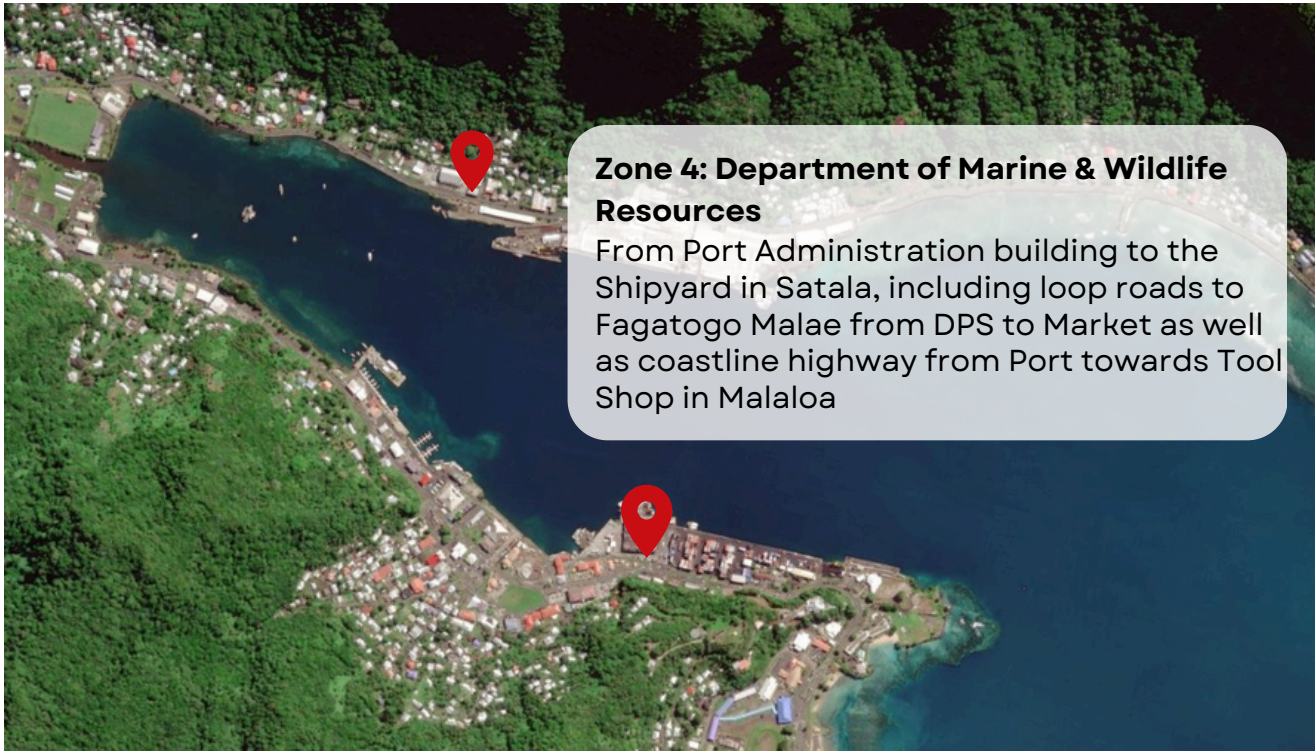 Zone 4: Department of Marine & Wildlife
Resources
From Port Administration building to the
Shipyard in Satala, including loop roads to
Fagatogo Malae from DPS to Market as well
as coastline highway from Port towards Tool
Shop in Malaloa